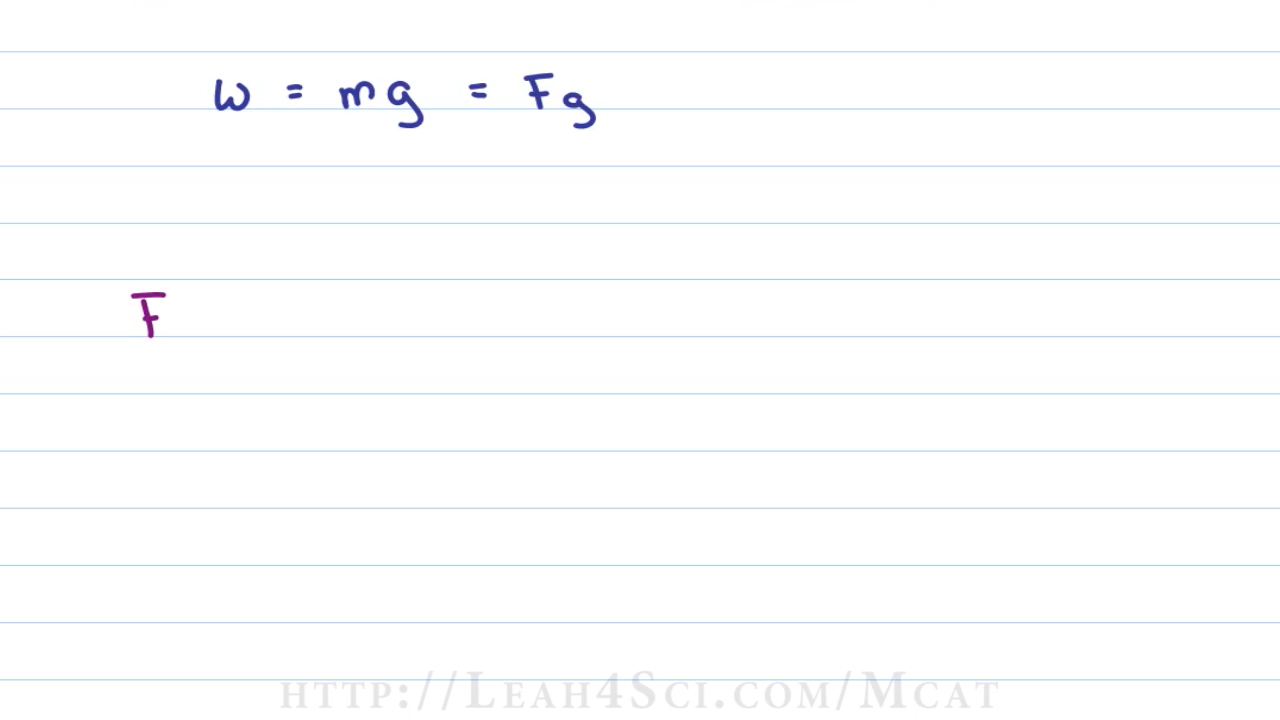 w = mg = Fg
F
HTTP://LEAH4SCI.COM/MCAT